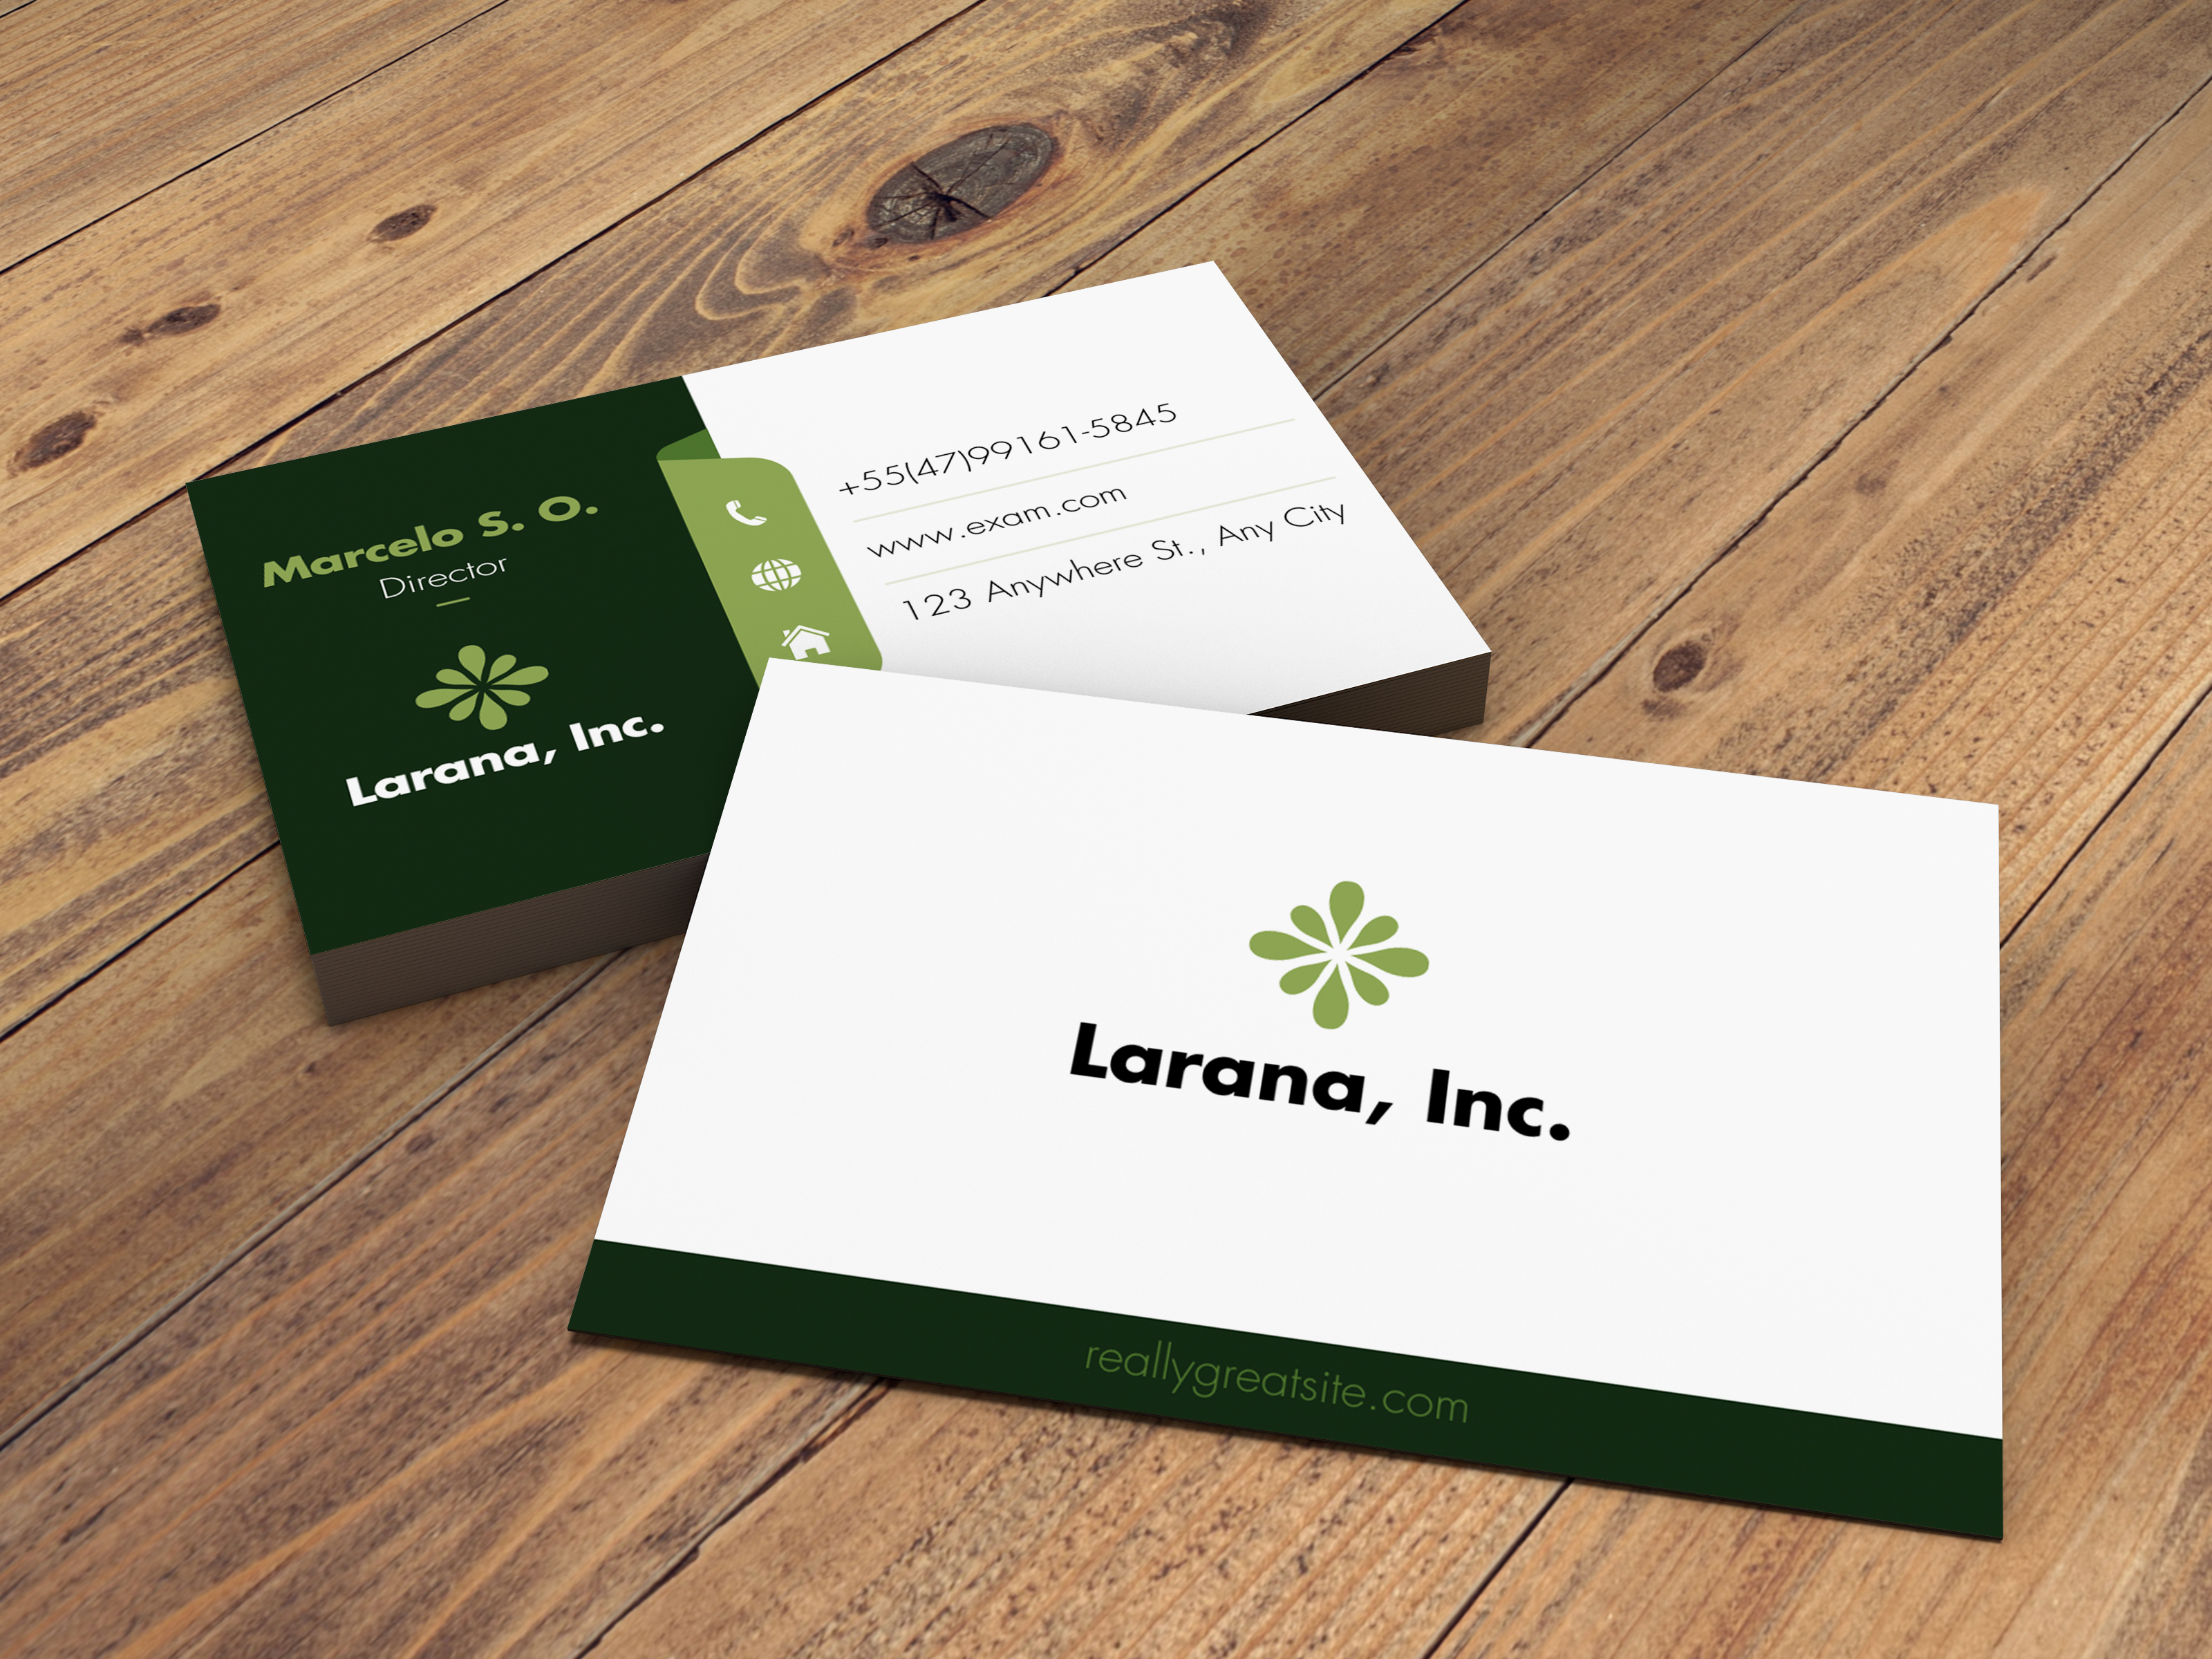 Marcelo S. O.
Director
Larana, Inc.
+55(47)99161-5845
www.exam.com
123 Anywhere St., Any City
Larana, Inc.
reallygreatsite.com